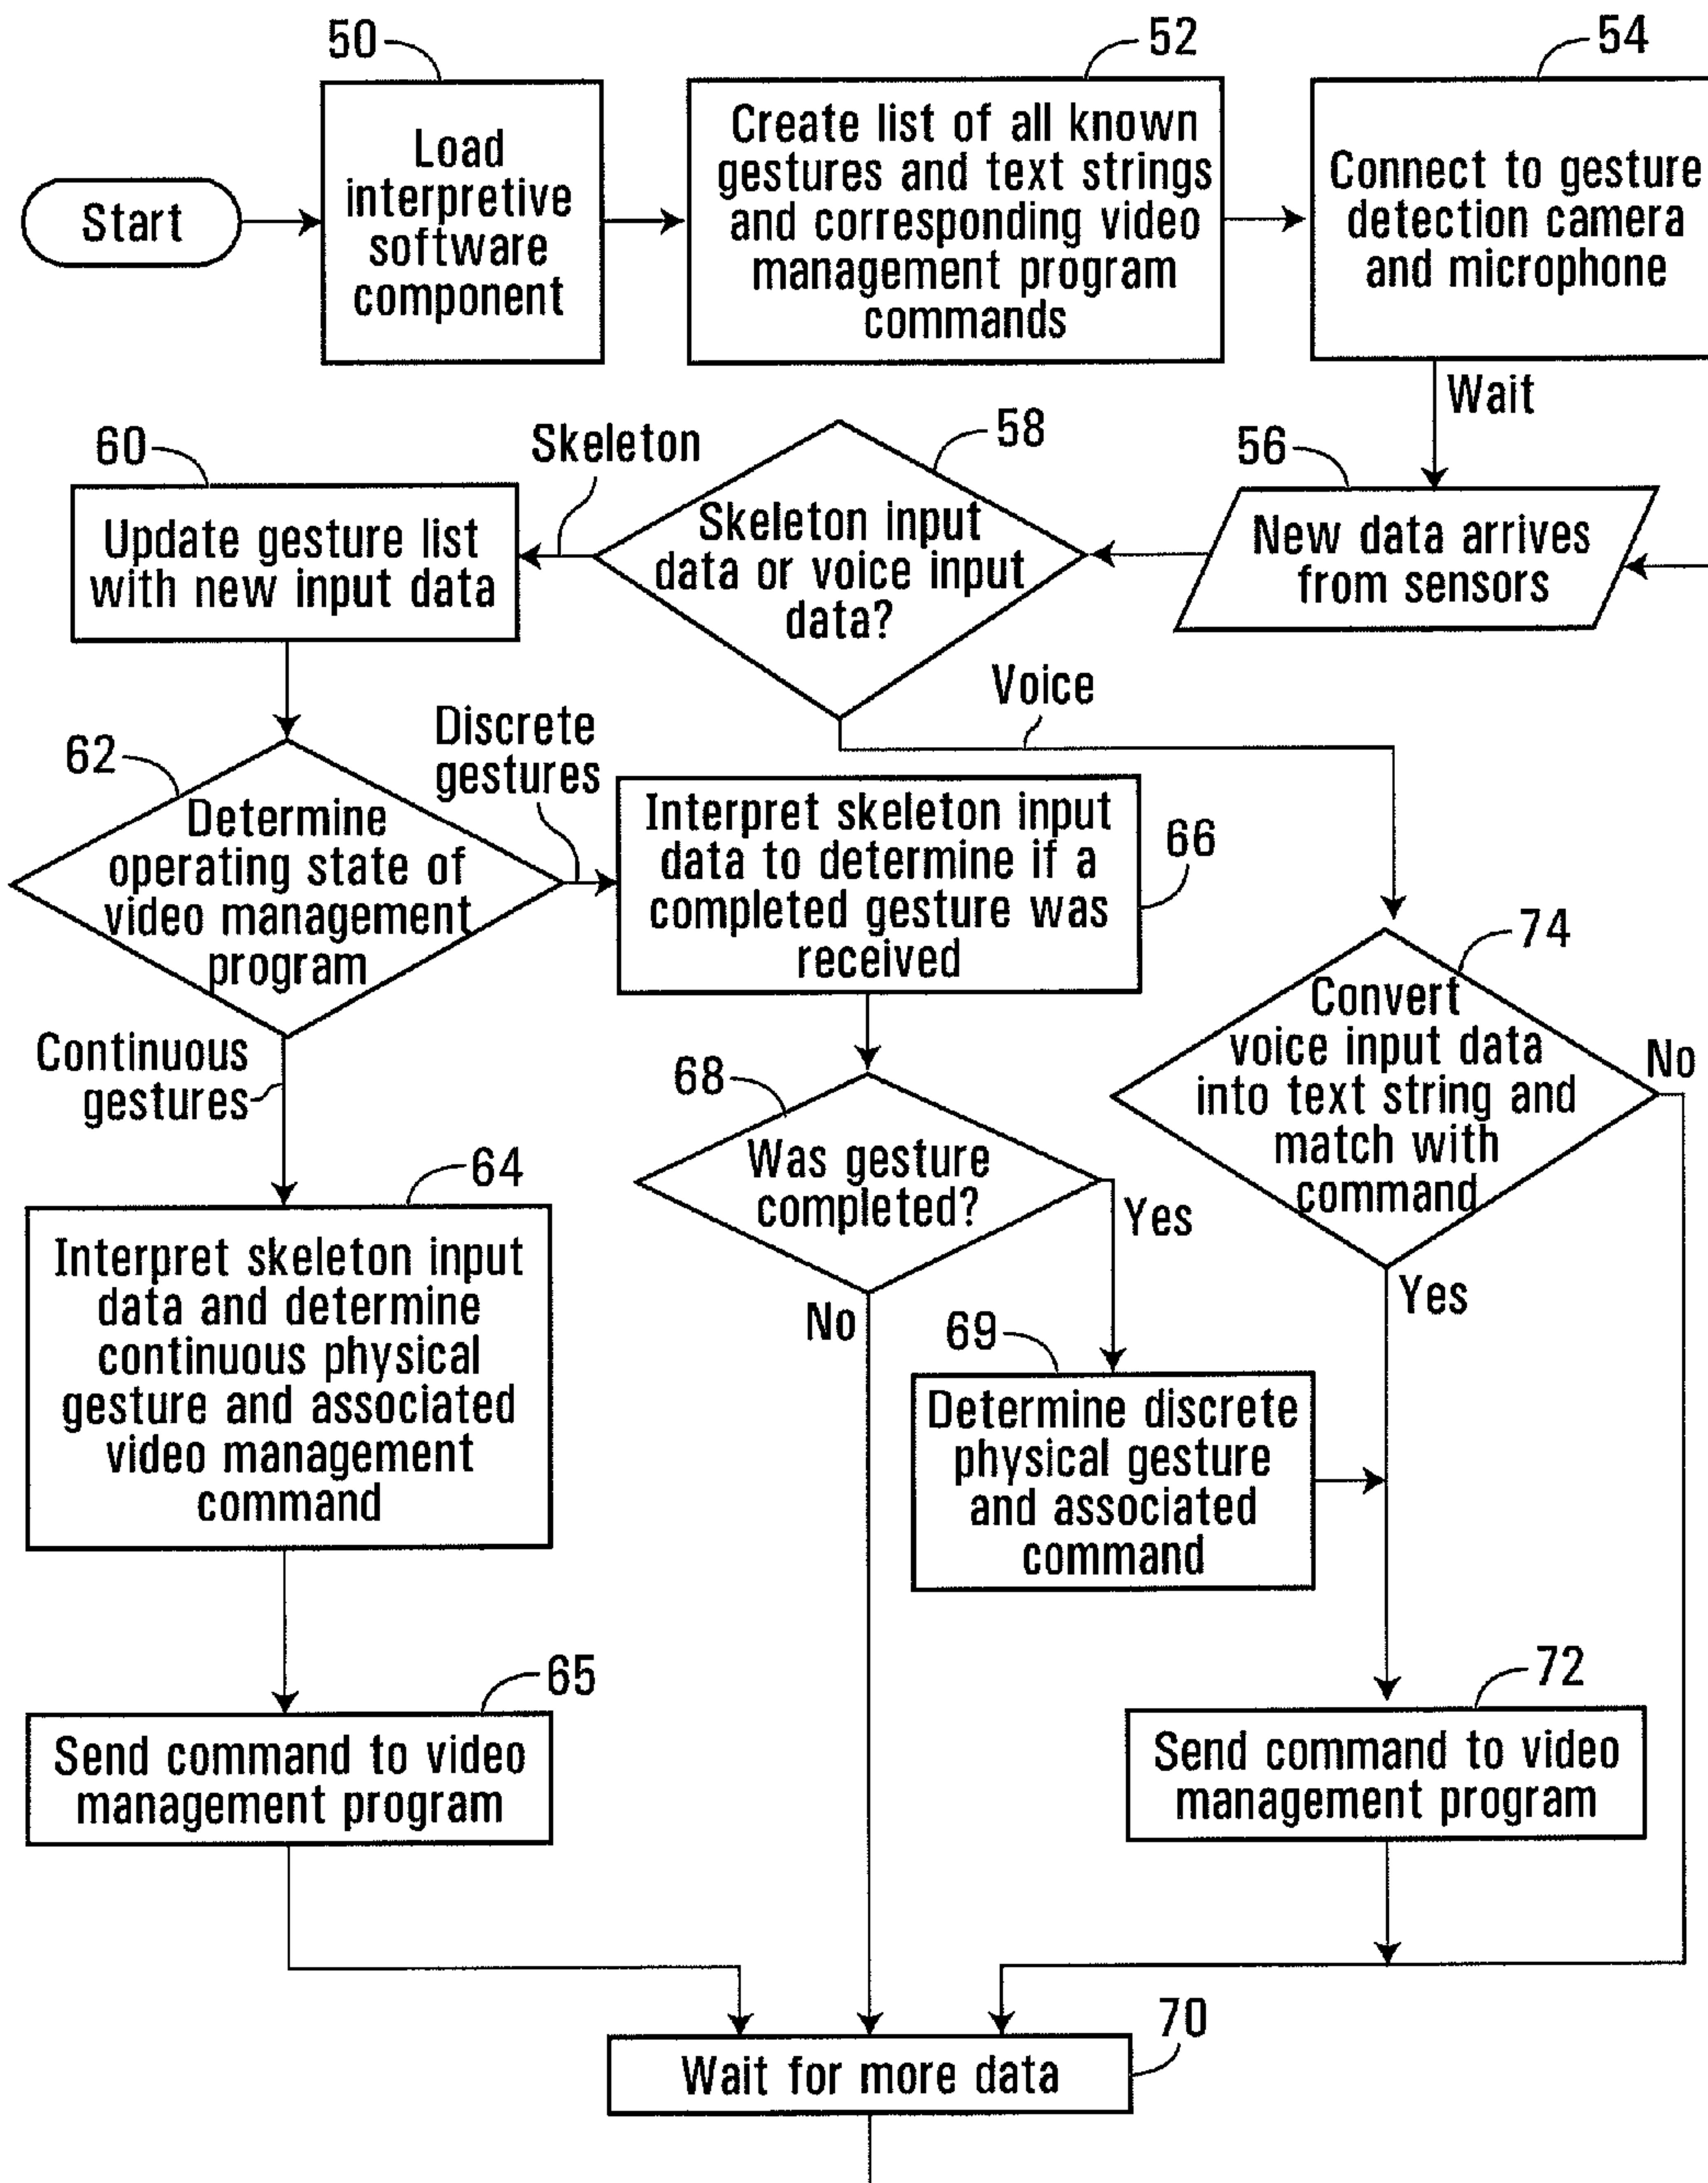 50
52
54
Start
Load
interpretive
software
component
Create list of all known
gestures and text strings
and corresponding video
management program
commands
Connect to gesture
detection camera
and microphone
Wait
60
Skeleton
58
56
Update gesture list
with new input data
Skeleton input
data or voice input
data?
New data arrives
from sensors
Voice
62
Discrete
gestures
Determine
operating state of
video management
program
Interpret skeleton input
data to determine if a
completed gesture was
received
66
74
Convert
voice input data
into text string and
match with
command
No
Continuous
gestures
68
Was gesture
completed?
Yes
No
Yes
64
Interpret skeleton input
data and determine
continuous physical
gesture and associated
video management
command
69
Determine discrete
physical gesture
and associated
command
65
Send command to video
management program
72
Send command to video
management program
70
Wait for more data